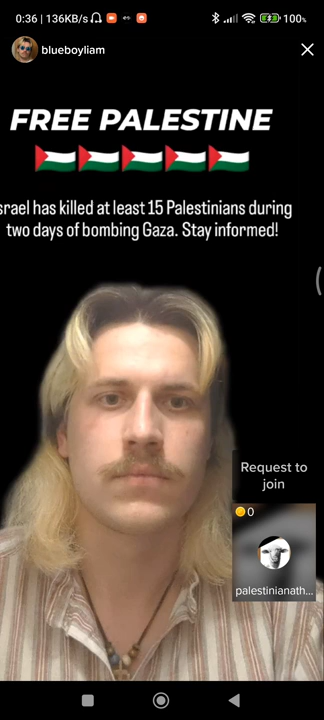 0:36 | 136KB/s
100%
blueboyliam
FREE PALESTINE
srael has killed at least 15 Palestinians during
two days of bombing Gaza. Stay informed!
Request to
join
0
palestinianath...